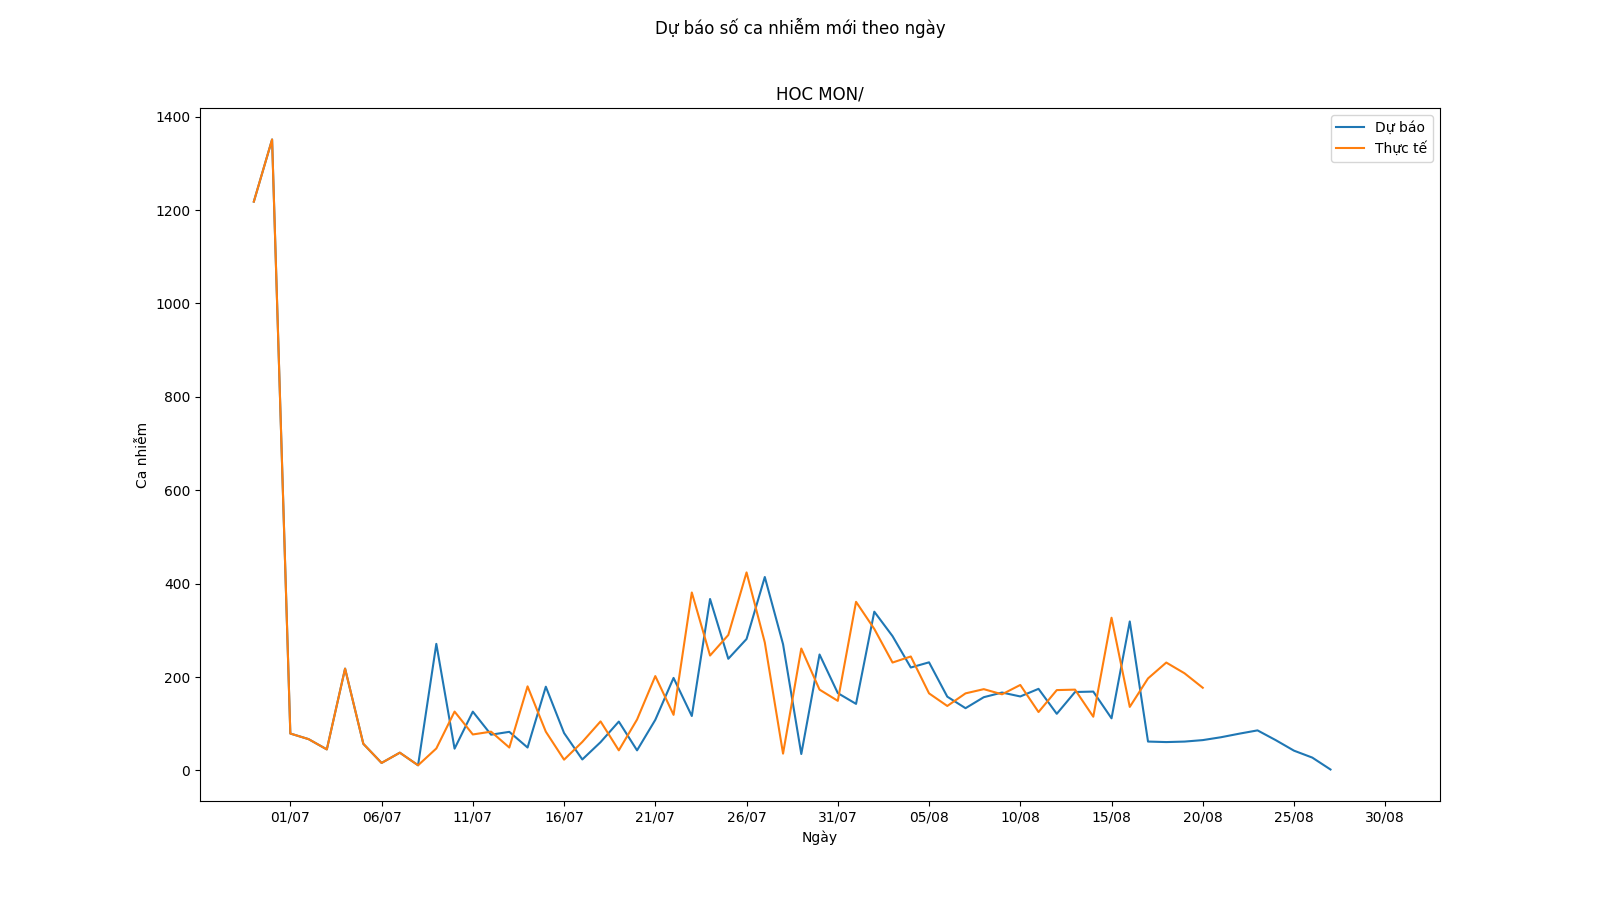 Dự báo số ca nhiễm mới theo ngày
HOC MON/
1400
1200
1000
800
600
400
200
0
Ca nhiễm
Dự báo
Thực tế
01/07 06/07 11/07 16/07 21/07 26/07 31/07 05/08 10/08 15/08 20/08 25/08 30/08
Ngày